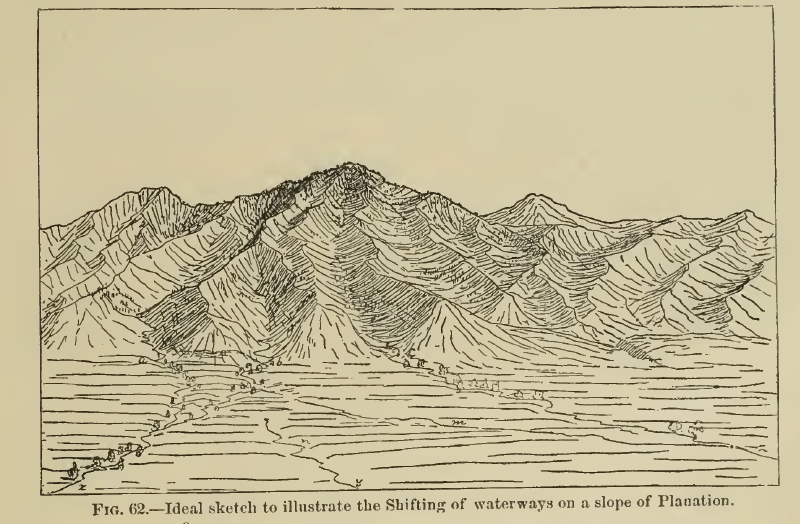 m
n
z
y
FIG. 62.—Ideal sketch to illustrate the Shifting of waterways on a slope of Planation.